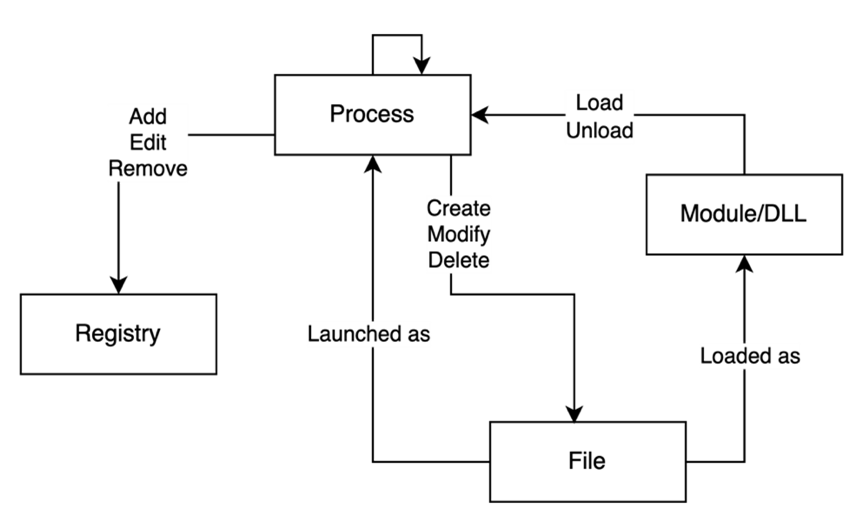 Process
Add
Edit
Remove
Load
Unload
Create
Modify
Delete
Module/DLL
Registry
Launched as
Loaded as
File